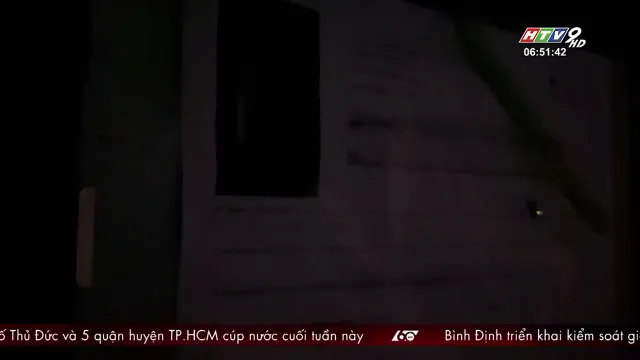 HTV9 HD
06:51:42
ố Thủ Đức và 5 quận huyện TP.HCM cúp nước cuối tuần này 60 Bình Định triển khai kiểm soát gi